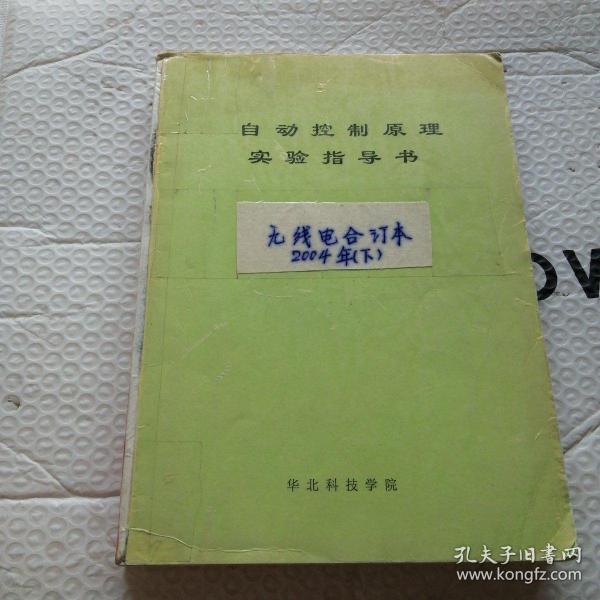 自动控制原理
实验指导书
无线电合订本
2004年(下)
OW
华北科技学院
孔夫子旧书网
www.kongfz.com